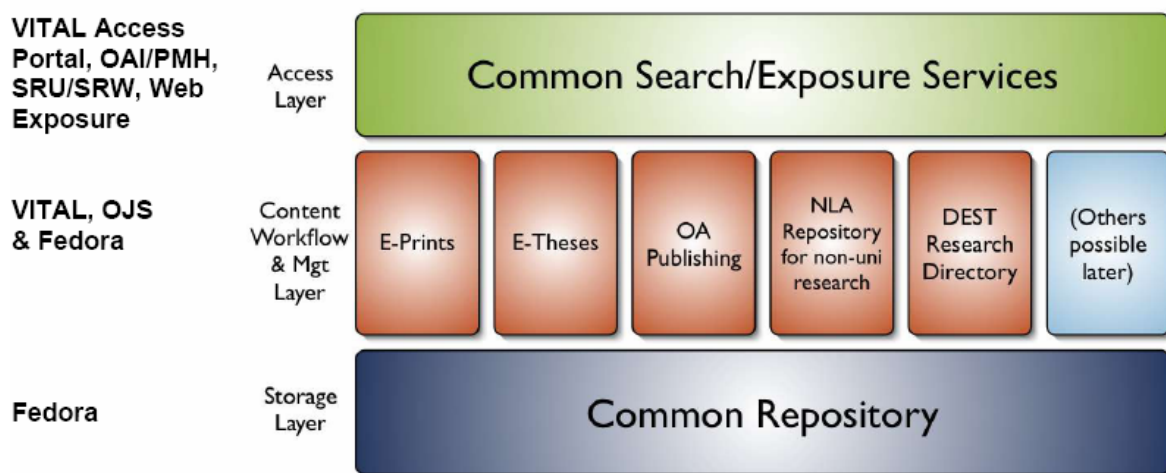 VITAL Access
Portal, OAI/PMH,
SRU/SRW, Web
Exposure
Access
Layer
Common Search/Exposure Services
VITAL, OJS
& Fedora
Content
Workflow
& Mgt
Layer
E-Prints
E-Theses
OA
Publishing
NLA
Repository
for non-uni
research
DEST
Research
Directory
(Others
possible
later)
Fedora
Storage
Layer
Common Repository